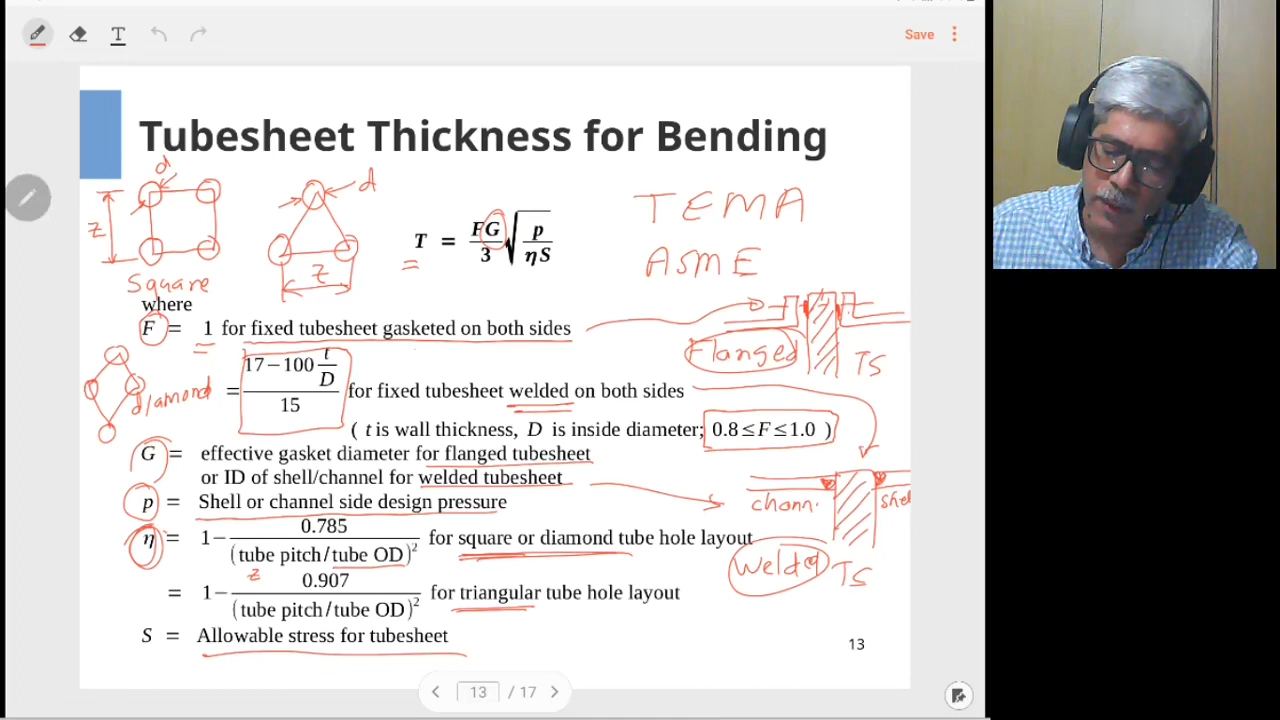 T
Save
Tubesheet Thickness for Bending
d
z
Square
d
z
T = FG/3 √(p/ηS)
TEMA
ASME
where
F = 1 for fixed tubesheet gasketed on both sides
Flanged
TS
diamond
= (17−100 t/D)/15 for fixed tubesheet welded on both sides
( t is wall thickness, D is inside diameter; 0.8≤F≤1.0 )
G = effective gasket diameter for flanged tubesheet
or ID of shell/channel for welded tubesheet
chann.
shel
p = Shell or channel side design pressure
η = 1− 0.785/(tube pitch/tube OD)² for square or diamond tube hole layout
z
Welded
TS
= 1− 0.907/(tube pitch/tube OD)² for triangular tube hole layout
S = Allowable stress for tubesheet
13
13 / 17